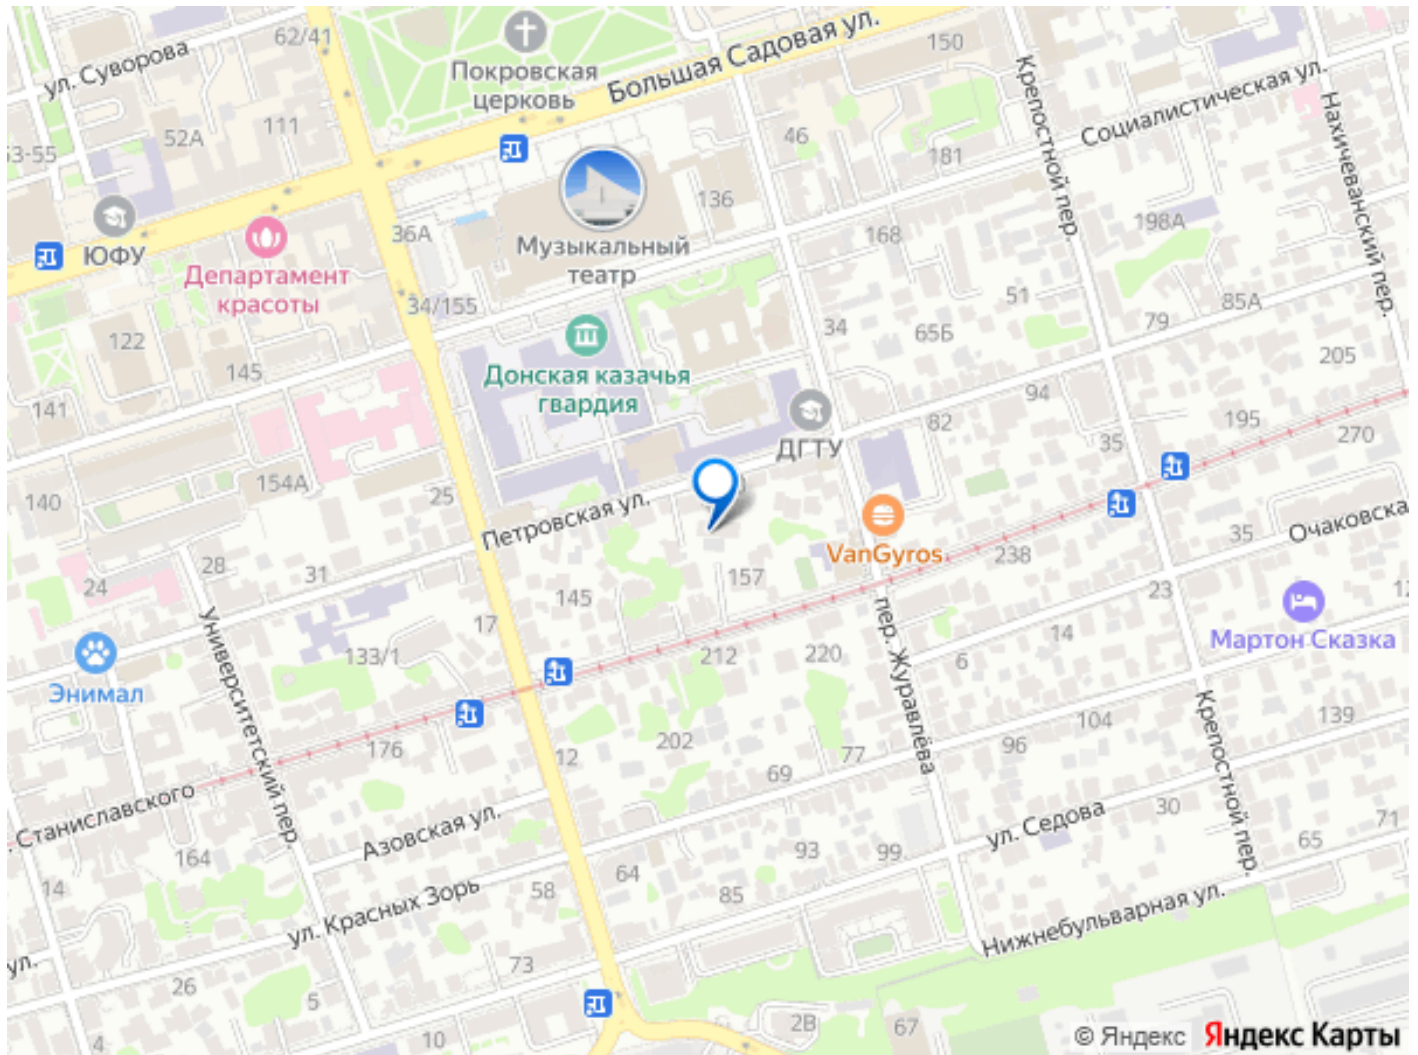 ул. Суворова
62/41
Покровская
церковь
Большая Садовая ул.
150
Крепостной пер.
Социалистическая ул.
Нахичеванский пер.
53-55
52А
111
46
181
136
198А
ЮФУ
36А
Музыкальный
театр
168
Департамент
красоты
34/155
51
85А
79
34
65Б
122
145
Донская казачья
гвардия
205
141
94
82
ДГТУ
35
195
270
140
154А
25
Петровская ул.
VanGyros
238
35
Очаковска
24
28
31
145
157
23
12
Университетский пер
17
пер. Журавлёва
14
6
Мартон Сказка
Энимал
133/1
212
220
Крепостной пер.
176
12
202
69
77
96
104
139
. Станиславского
Азовская ул.
ул. Седова
30
65
71
164
14
ул. Красных Зорь
58
64
85
93
99
Нижнебульварная ул.
ул.
26
5
73
4
10
2В
67
© Яндекс Яндекс Карты